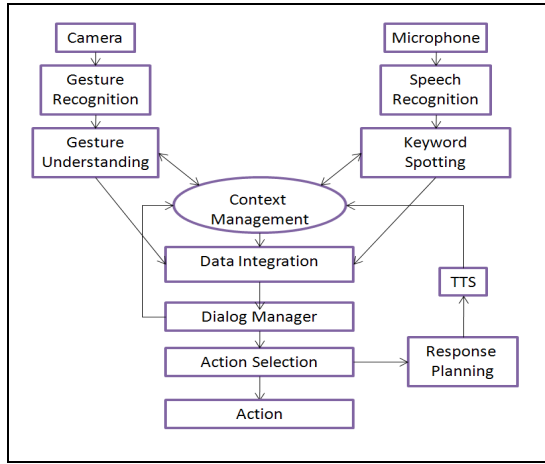 Camera
Microphone
Gesture
Recognition
Speech
Recognition
Gesture
Understanding
Keyword
Spotting
Context
Management
Data Integration
TTS
Dialog Manager
Action Selection
Response
Planning
Action